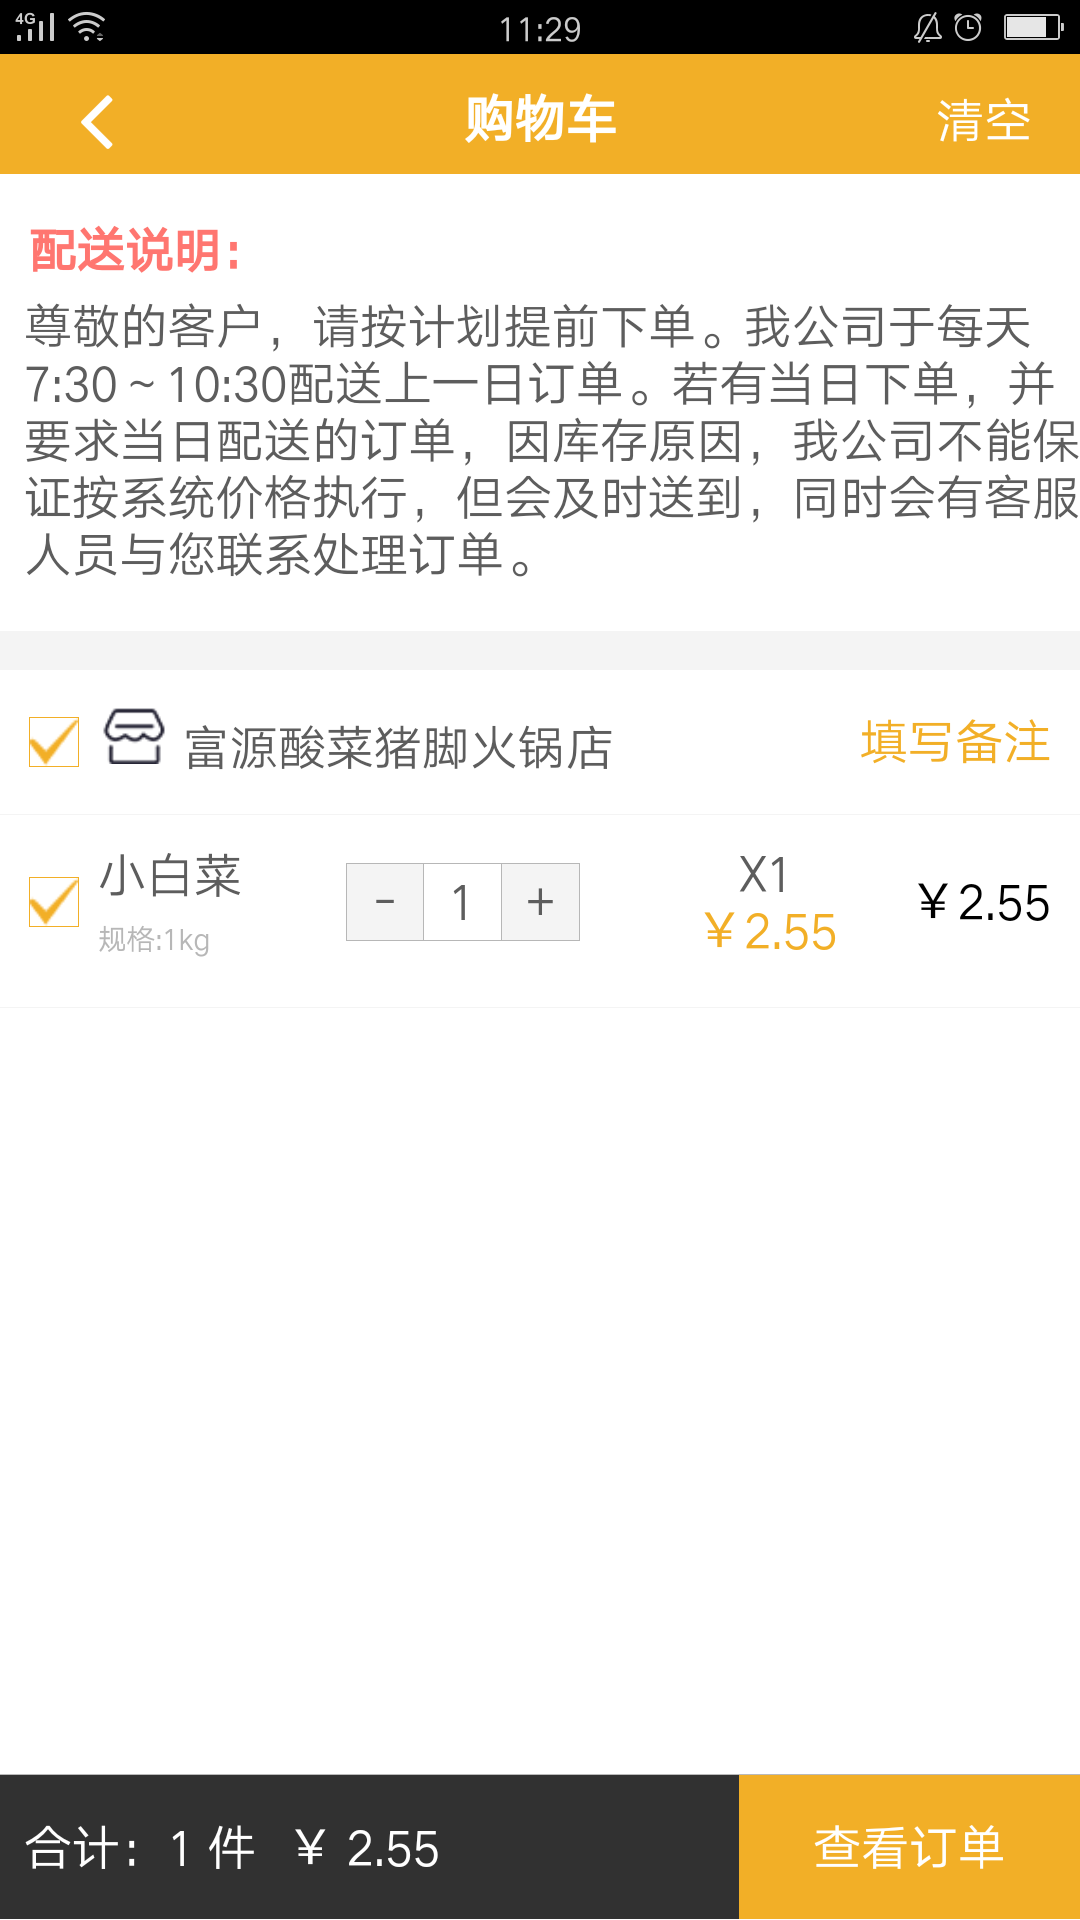 4G 11:29
购物车 清空
配送说明：
尊敬的客户，请按计划提前下单。我公司于每天
7:30～10:30配送上一日订单。若有当日下单，并
要求当日配送的订单，因库存原因，我公司不能保
证按系统价格执行，但会及时送到，同时会有客服
人员与您联系处理订单。
富源酸菜猪脚火锅店 填写备注
小白菜 - 1 + X1 ￥2.55
规格:1kg ￥2.55
合计：1 件 ￥ 2.55 查看订单